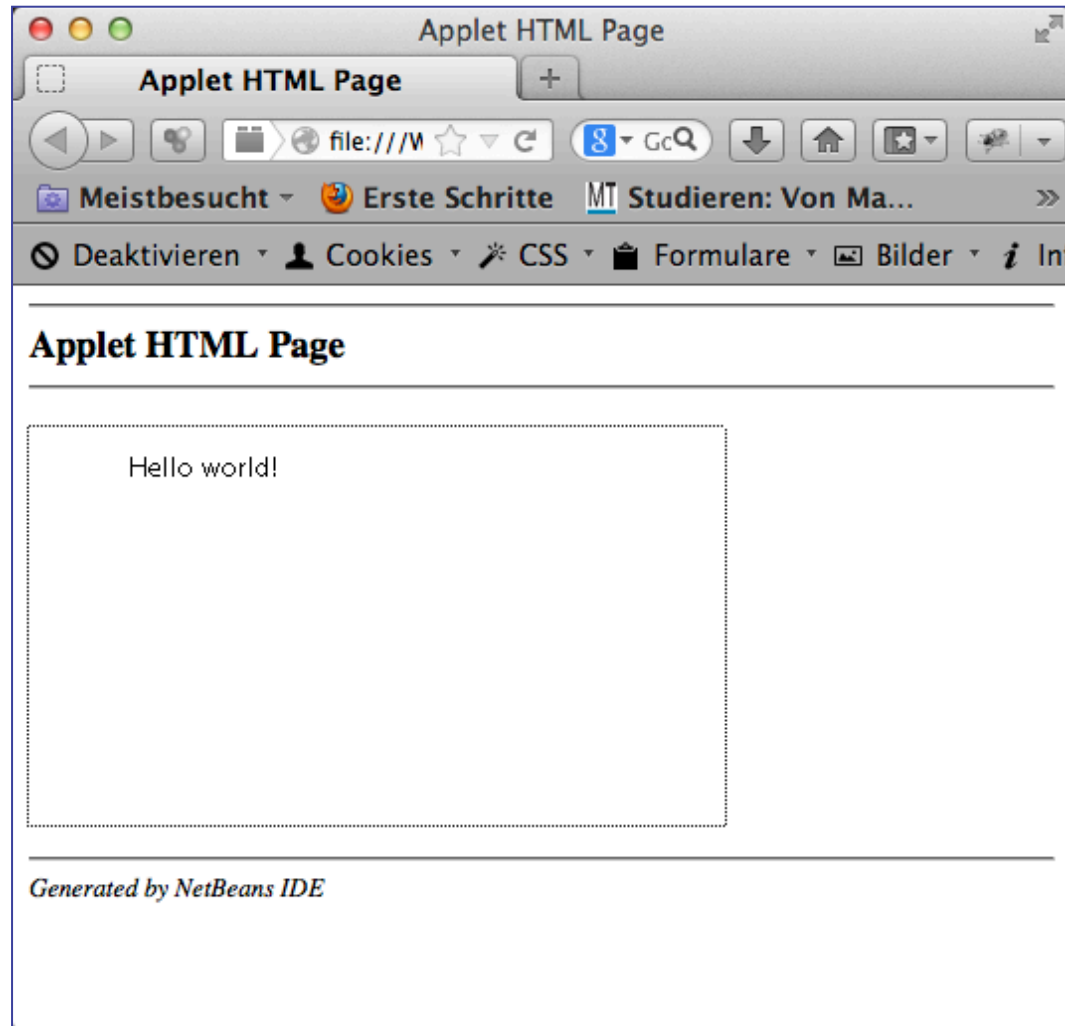 Applet HTML Page
Applet HTML Page
file:///W
Meistbesucht Erste Schritte MT Studieren: Von Ma...
Deaktivieren Cookies CSS Formulare Bilder i In
Applet HTML Page
Hello world!
Generated by NetBeans IDE